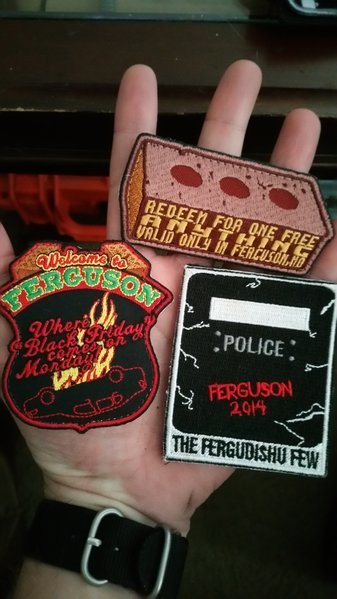 REDEEM FOR ONE FREE
ANYTHING
VALID ONLY IN FERGUSON,MO
Welcome to
FERGUSON
Where
Black Friday
comes on
Monday!
POLICE
FERGUSON
2014
THE FERGUDISHU FEW